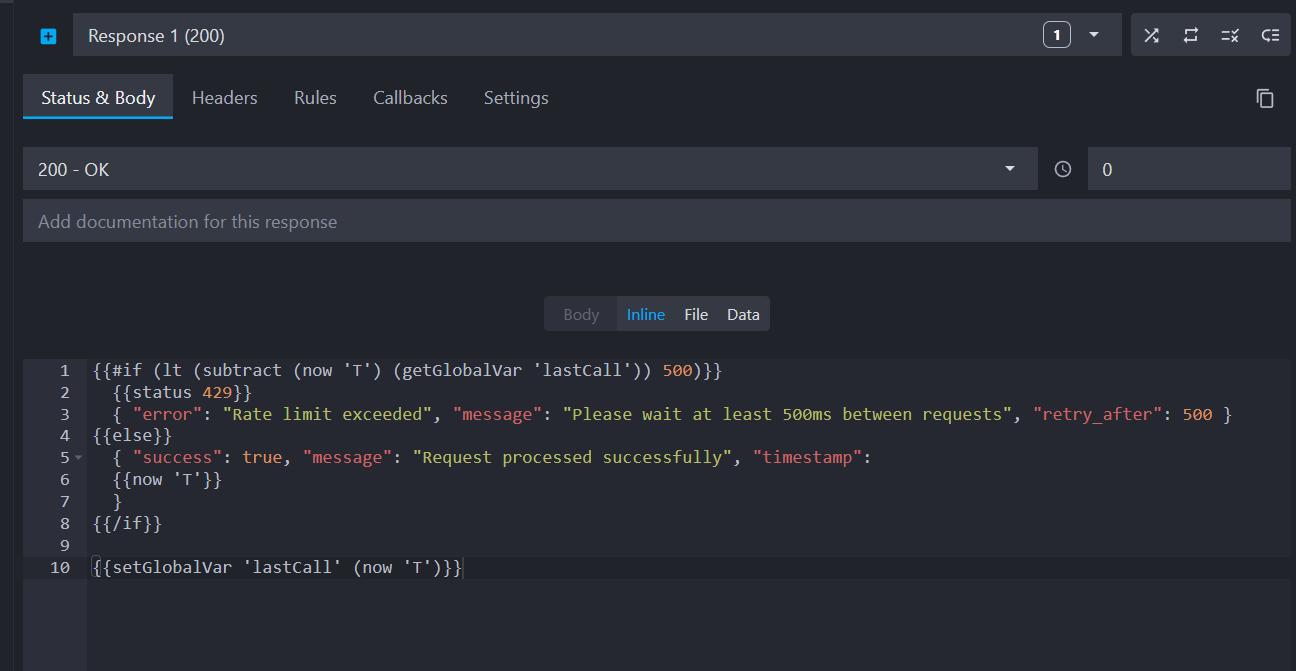 Response 1 (200) 1
Status & Body Headers Rules Callbacks Settings
200 - OK 0
Add documentation for this response
Body Inline File Data
1 {{#if (lt (subtract (now 'T') (getGlobalVar 'lastCall')) 500)}}
2   {{status 429}}
3   { "error": "Rate limit exceeded", "message": "Please wait at least 500ms between requests", "retry_after": 500 }
4 {{else}}
5   { "success": true, "message": "Request processed successfully", "timestamp":
6   {{now 'T'}}
7   }
8 {{/if}}
9
10 {{setGlobalVar 'lastCall' (now 'T')}}